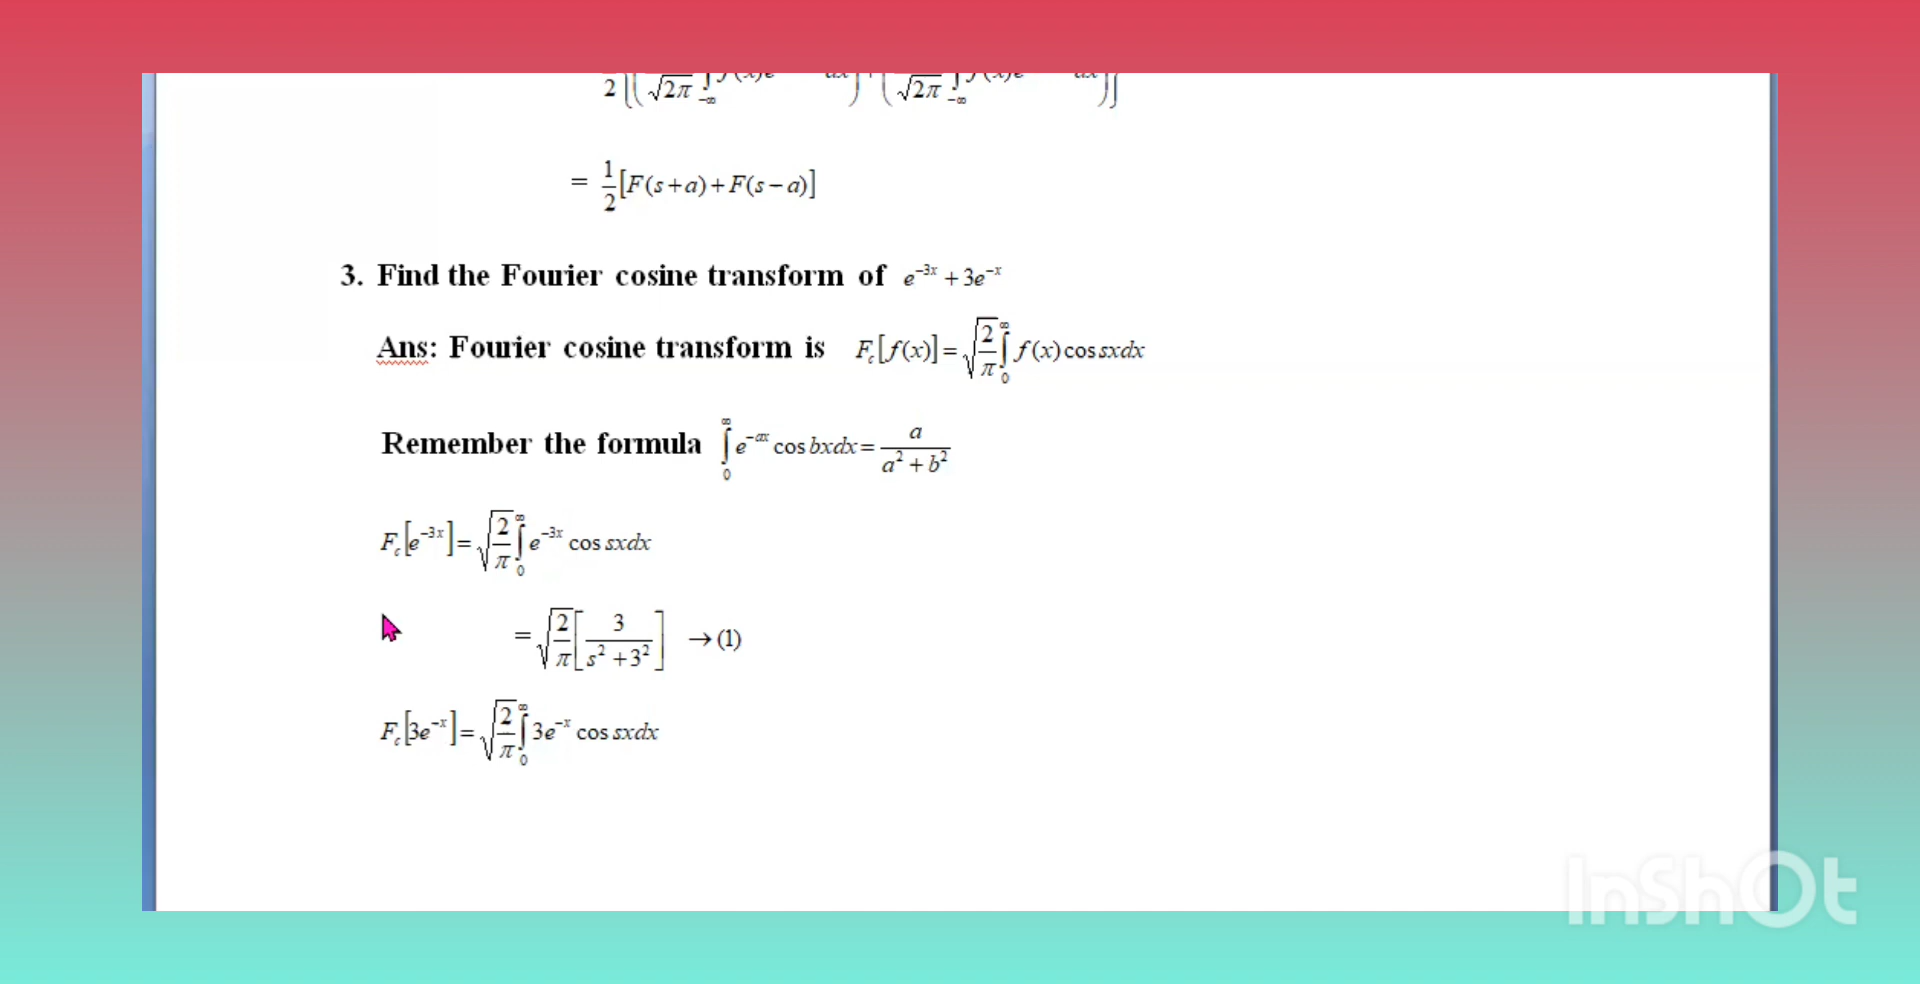 = 1/2 [F(s+a)+F(s−a)]
3. Find the Fourier cosine transform of e^{−3x} + 3e^{−x}
Ans: Fourier cosine transform is F_c[f(x)] = √(2/π) ∫_0^∞ f(x) cos sx dx
Remember the formula ∫_0^∞ e^{−ax} cos bx dx = a/(a² + b²)
F_c[e^{−3x}] = √(2/π) ∫_0^∞ e^{−3x} cos sx dx
= √(2/π) [3/(s² + 3²)] → (1)
F_c[3e^{−x}] = √(2/π) ∫_0^∞ 3e^{−x} cos sx dx
InShOt